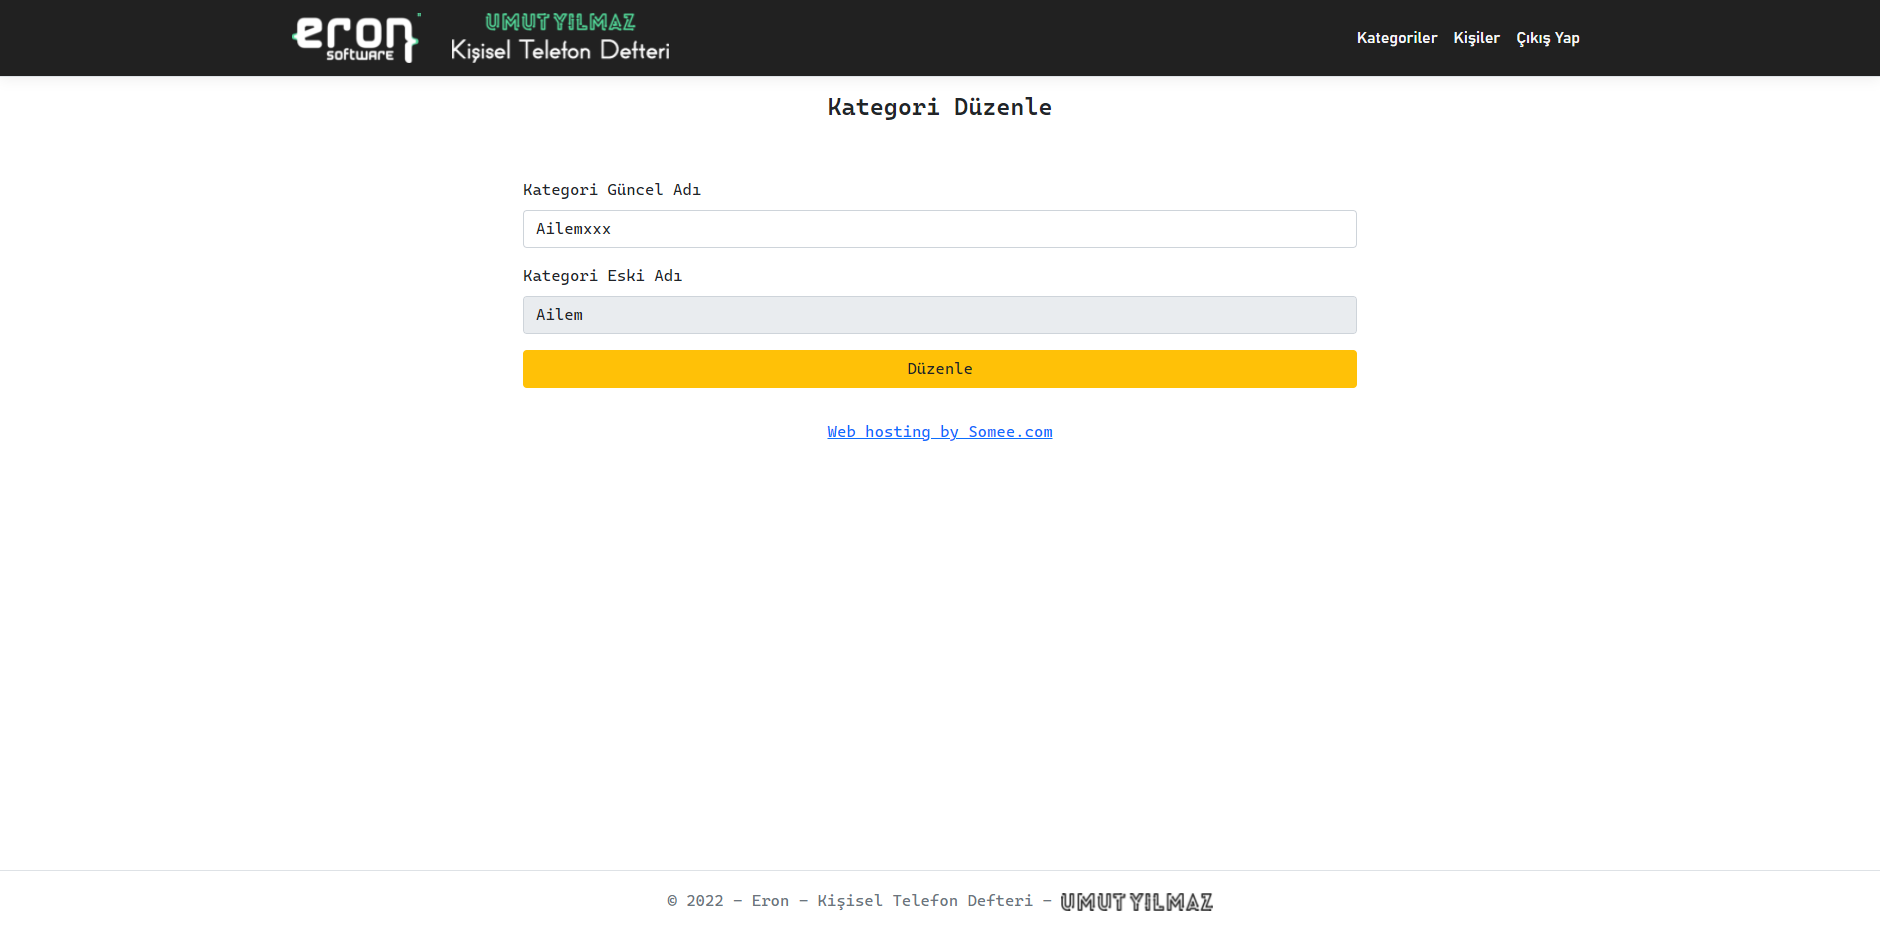 eron
software
UMUT YILMAZ
Kişisel Telefon Defteri
Kategoriler Kişiler Çıkış Yap
Kategori Düzenle
Kategori Güncel Adı
Ailemxxx
Kategori Eski Adı
Ailem
Düzenle
Web hosting by Somee.com
© 2022 - Eron - Kişisel Telefon Defteri - UMUT YILMAZ